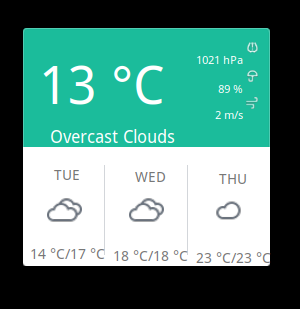 1021 hPa
13 °C
89 %
2 m/s
Overcast Clouds
TUE
WED
THU
14 °C/17 °C
18 °C/18 °C
23 °C/23 °C